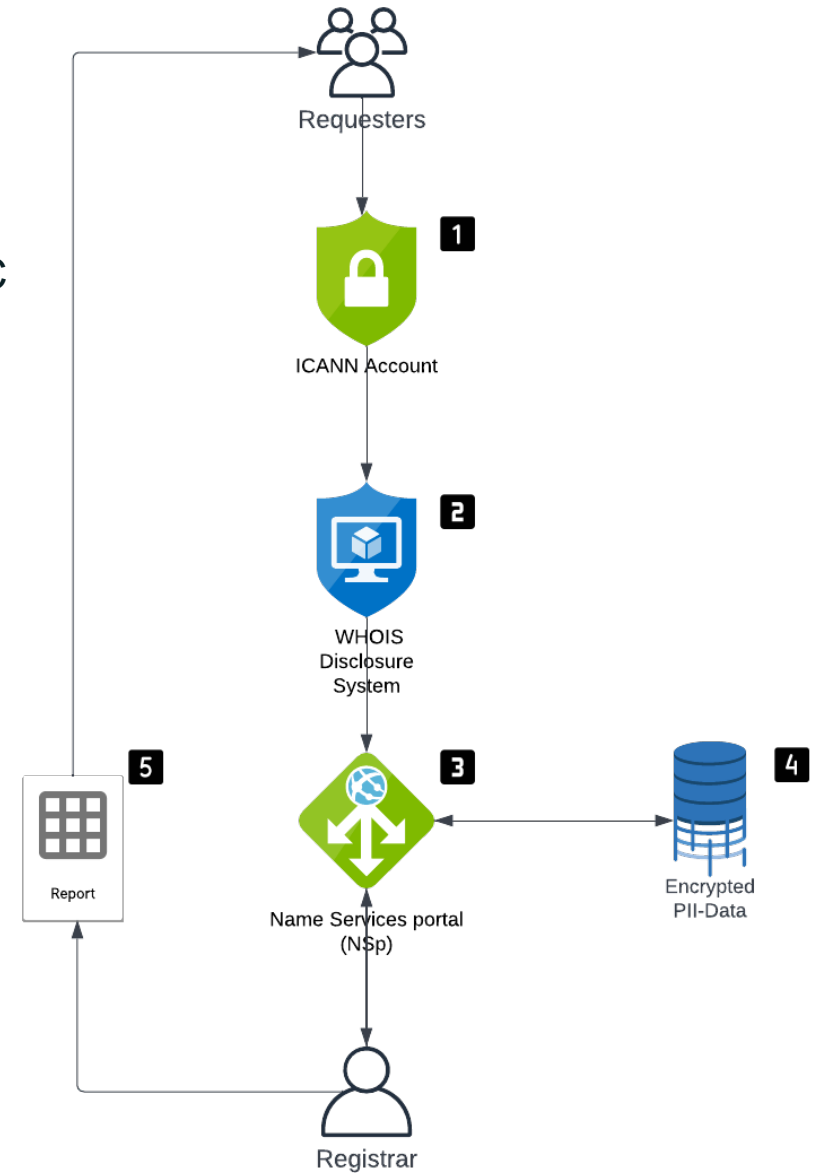 Requesters
1
c
ICANN Account
2
WHOIS
Disclosure
System
5
3
4
Report
Encrypted
PII-Data
Name Services portal
(NSp)
Registrar